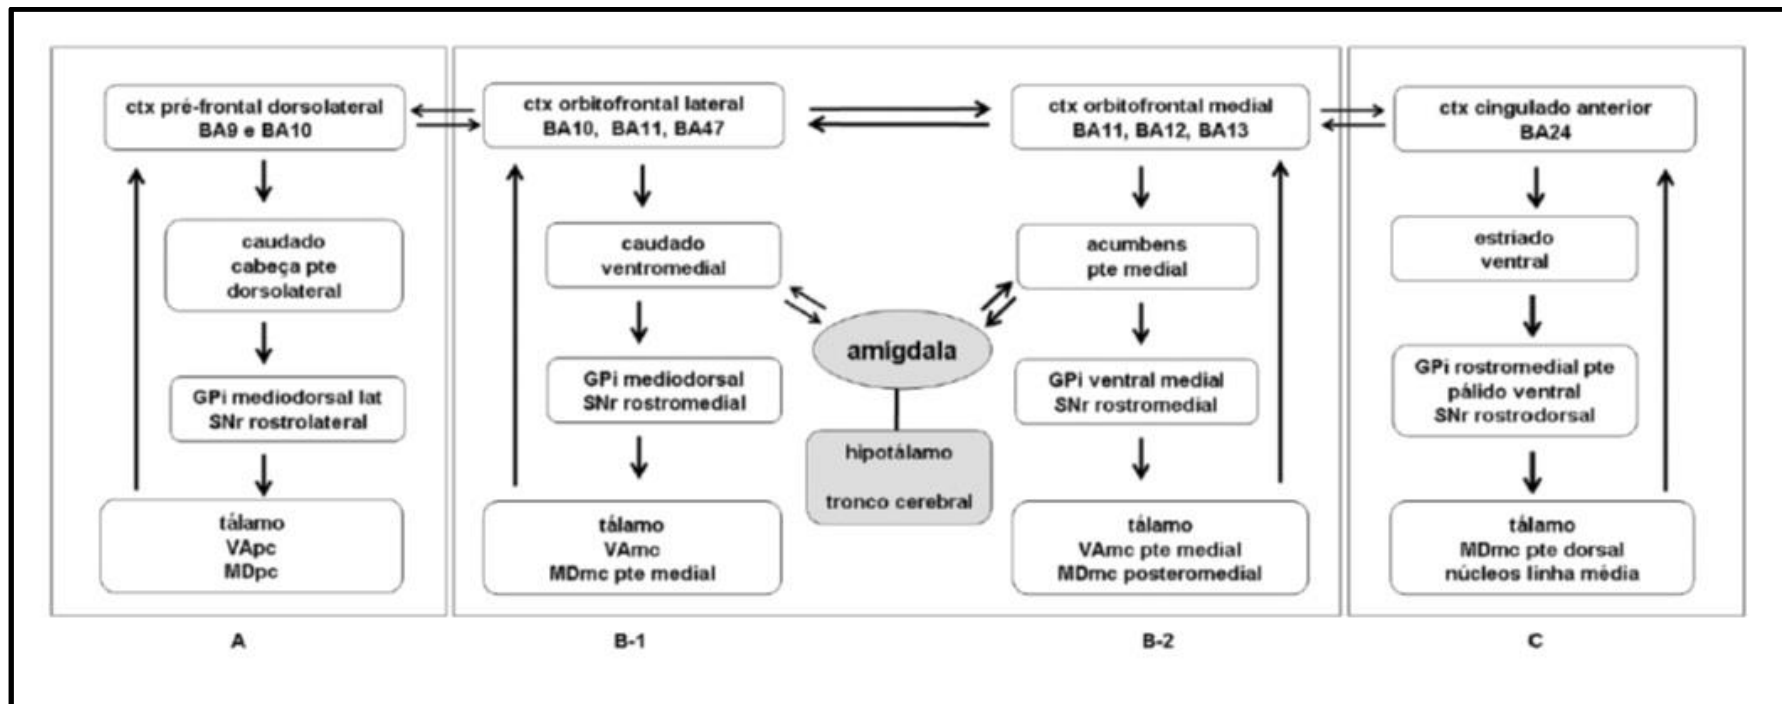 ctx pré-frontal dorsolateral
BA9 e BA10
caudado
cabeça pte
dorsolateral
GPi mediodorsal lat
SNr rostrolateral
tálamo
VApc
MDpc
A
ctx orbitofrontal lateral
BA10, BA11, BA47
caudado
ventromedial
GPi mediodorsal
SNr rostromedial
tálamo
VAmc
MDmc pte medial
B-1
amígdala
hipotálamo
tronco cerebral
ctx orbitofrontal medial
BA11, BA12, BA13
acumbens
pte medial
GPi ventral medial
SNr rostromedial
tálamo
VAmc pte medial
MDmc posteromedial
B-2
ctx cingulado anterior
BA24
estriado
ventral
GPi rostromedial pte
pálido ventral
SNr rostrodorsal
tálamo
MDmc pte dorsal
núcleos linha média
C